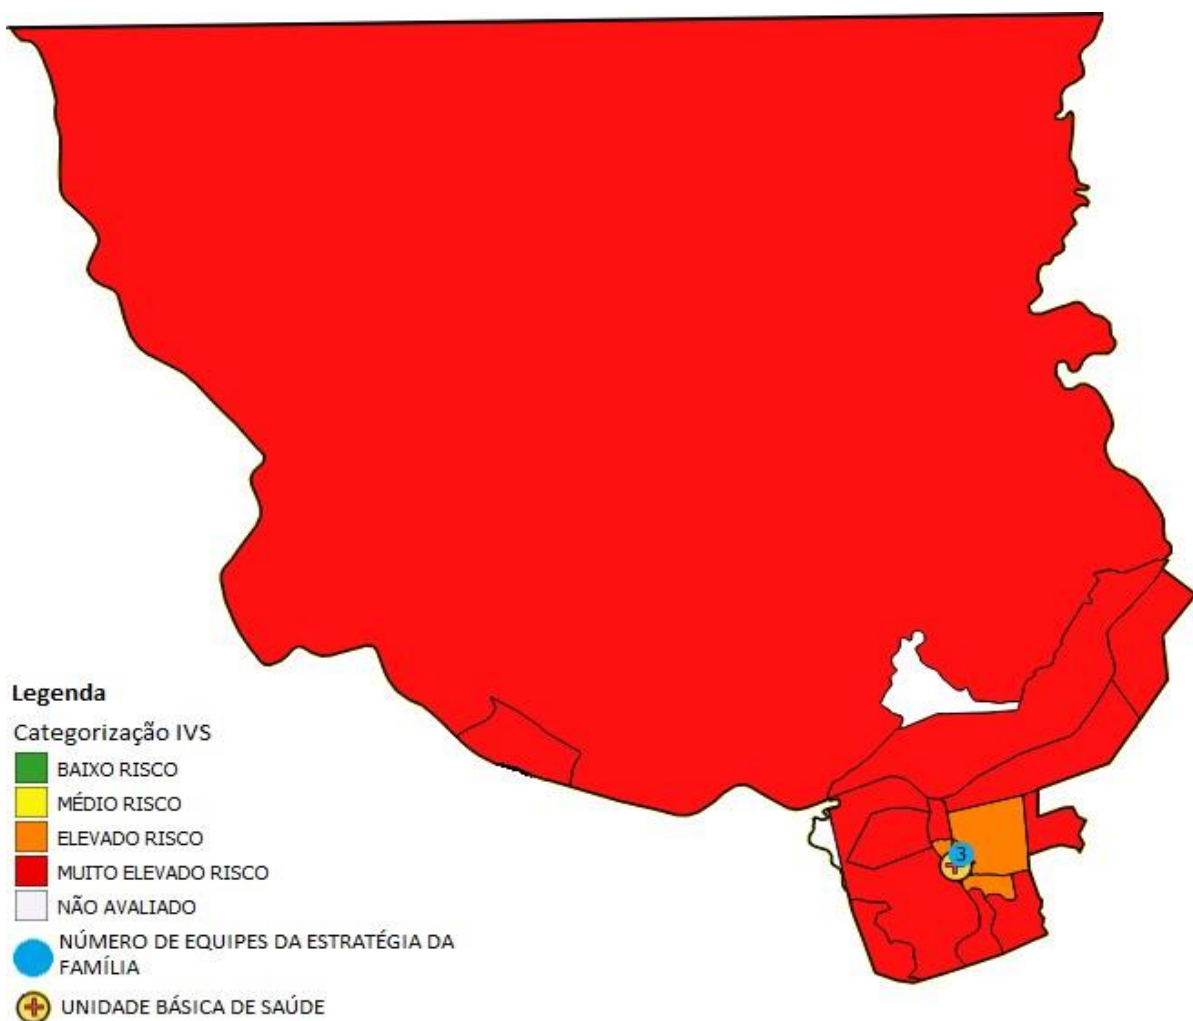 3
Legenda
Categorização IVS
BAIXO RISCO
MÉDIO RISCO
ELEVADO RISCO
MUITO ELEVADO RISCO
NÃO AVALIADO
NÚMERO DE EQUIPES DA ESTRATÉGIA DA
FAMÍLIA
UNIDADE BÁSICA DE SAÚDE